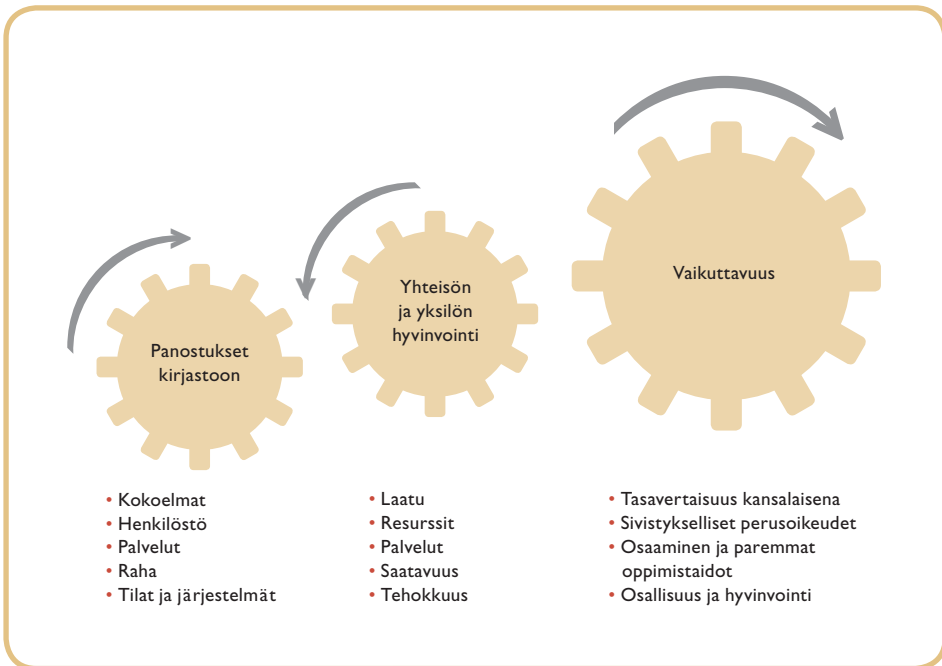 Panostukset
kirjastoon
Yhteisön
ja yksilön
hyvinvointi
Vaikuttavuus
• Kokoelmat
• Henkilöstö
• Palvelut
• Raha
• Tilat ja järjestelmät
• Laatu
• Resurssit
• Palvelut
• Saatavuus
• Tehokkuus
• Tasavertaisuus kansalaisena
• Sivistykselliset perusoikeudet
• Osaaminen ja paremmat
oppimistaidot
• Osallisuus ja hyvinvointi